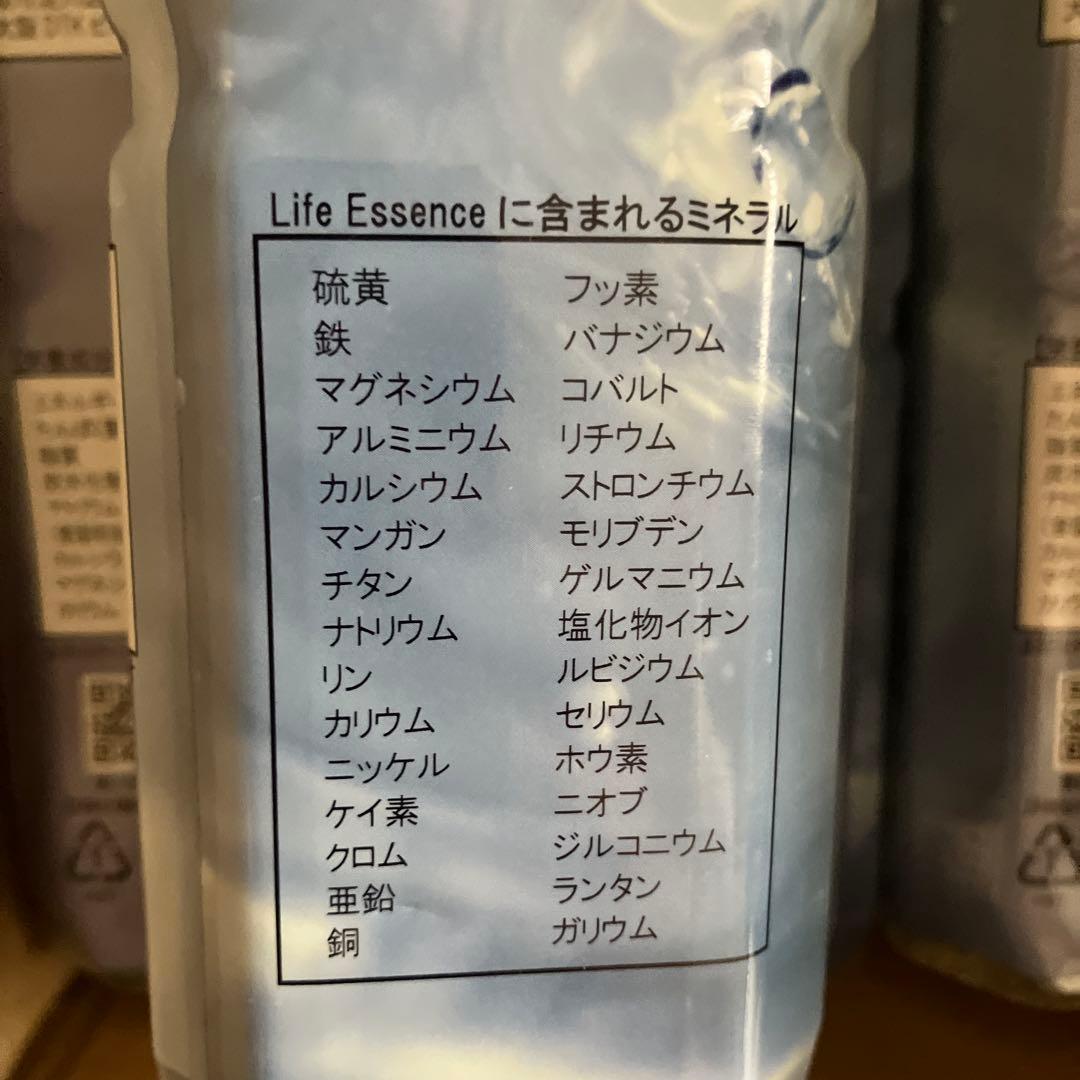 Life Essence に含まれるミネラル
硫黄
鉄
マグネシウム
アルミニウム
カルシウム
マンガン
チタン
ナトリウム
リン
カリウム
ニッケル
ケイ素
クロム
亜鉛
銅
フッ素
バナジウム
コバルト
リチウム
ストロンチウム
モリブデン
ゲルマニウム
塩化物イオン
ルビジウム
セリウム
ホウ素
ニオブ
ジルコニウム
ランタン
ガリウム